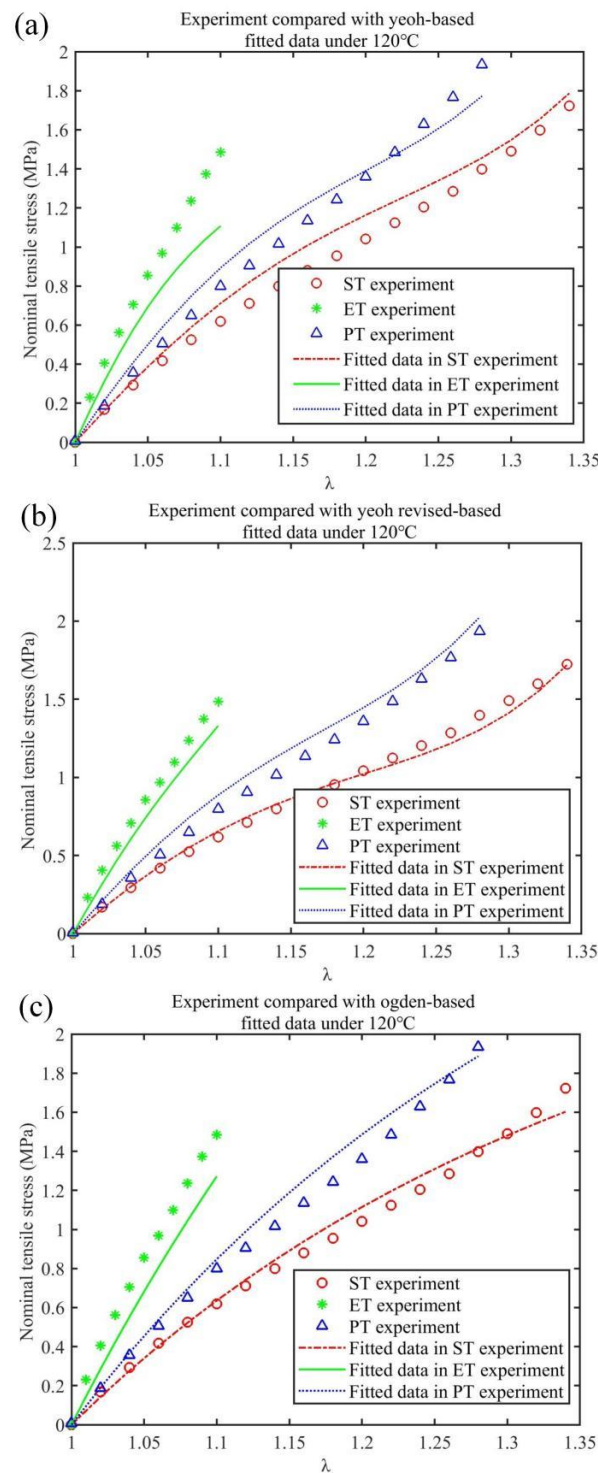 (a)
Experiment compared with yeoh-based
fitted data under 120°C
2
1.8
1.6
1.4
1.2
1
0.8
0.6
0.4
0.2
0
Nominal tensile stress (MPa)
ST experiment
ET experiment
PT experiment
Fitted data in ST experiment
Fitted data in ET experiment
Fitted data in PT experiment
1 1.05 1.1 1.15 1.2 1.25 1.3 1.35
λ
(b)
Experiment compared with yeoh revised-based
fitted data under 120°C
2.5
2
1.5
1
0.5
0
Nominal tensile stress (MPa)
ST experiment
ET experiment
PT experiment
Fitted data in ST experiment
Fitted data in ET experiment
Fitted data in PT experiment
1 1.05 1.1 1.15 1.2 1.25 1.3 1.35
λ
(c)
Experiment compared with ogden-based
fitted data under 120°C
2
1.8
1.6
1.4
1.2
1
0.8
0.6
0.4
0.2
0
Nominal tensile stress (MPa)
ST experiment
ET experiment
PT experiment
Fitted data in ST experiment
Fitted data in ET experiment
Fitted data in PT experiment
1 1.05 1.1 1.15 1.2 1.25 1.3 1.35
λ